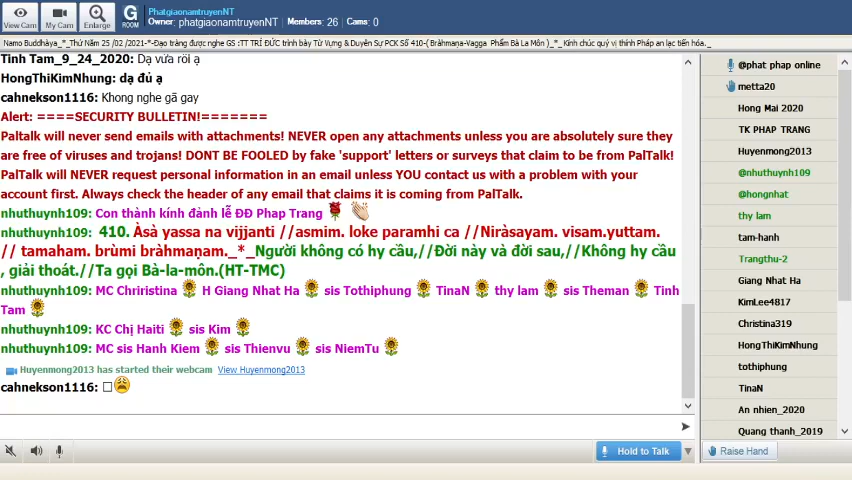 View Cam
My Cam
Enlarge
G
ROOM
PhatgiaonamtruyenNT
Owner: phatgiaonamtruyenNT | Members: 26 | Cams: 0
Namo Buddhàya_*_Thứ Năm 25 /02 /2021-*-Đạo tràng được nghe GS :TT TRÍ ĐỨC trình bày Từ Vựng & Duyên Sự PCK Số 410-( Bràhmaṇa-Vagga Phẩm Bà La Môn )_*_Kính chúc quý vị thính Pháp an lạc tiến hóa._
Tinh Tam_9_24_2020: Dạ vừa rồi ạ
HongThiKimNhung: dạ đủ ạ
cahnekson1116: Khong nghe gã gay
Alert: ====SECURITY BULLETIN!=======
Paltalk will never send emails with attachments! NEVER open any attachments unless you are absolutely sure they
are free of viruses and trojans! DONT BE FOOLED by fake 'support' letters or surveys that claim to be from PalTalk!
PalTalk will NEVER request personal information in an email unless YOU contact us with a problem with your
account first. Always check the header of any email that claims it is coming from PalTalk.
nhuthuynh109: Con thành kính đảnh lễ ĐĐ Phap Trang
nhuthuynh109: 410. Àsà yassa na vijjanti //asmim. loke paramhi ca //Niràsayam. visam.yuttam.
// tamaham. brùmi bràhmaṇam._*_Người không có hy cầu,//Đời này và đời sau,//Không hy cầu
, giải thoát.//Ta gọi Bà-la-môn.(HT-TMC)
nhuthuynh109: MC Chriristina H Giang Nhat Ha sis Tothiphung TinaN thy lam sis Theman Tinh
Tam
nhuthuynh109: KC Chị Haiti sis Kim
nhuthuynh109: MC sis Hanh Kiem sis Thienvu sis NiemTu
Huyenmong2013 has started their webcam View Huyenmong2013
cahnekson1116:
Hold to Talk
@phat phap online
metta20
Hong Mai 2020
TK PHAP TRANG
Huyenmong2013
@nhuthuynh109
@hongnhat
thy lam
tam-hanh
Trangthu-2
Giang Nhat Ha
KimLee4817
Christina319
HongThiKimNhung
tothiphung
TinaN
An nhien_2020
Quang thanh_2019
Raise Hand